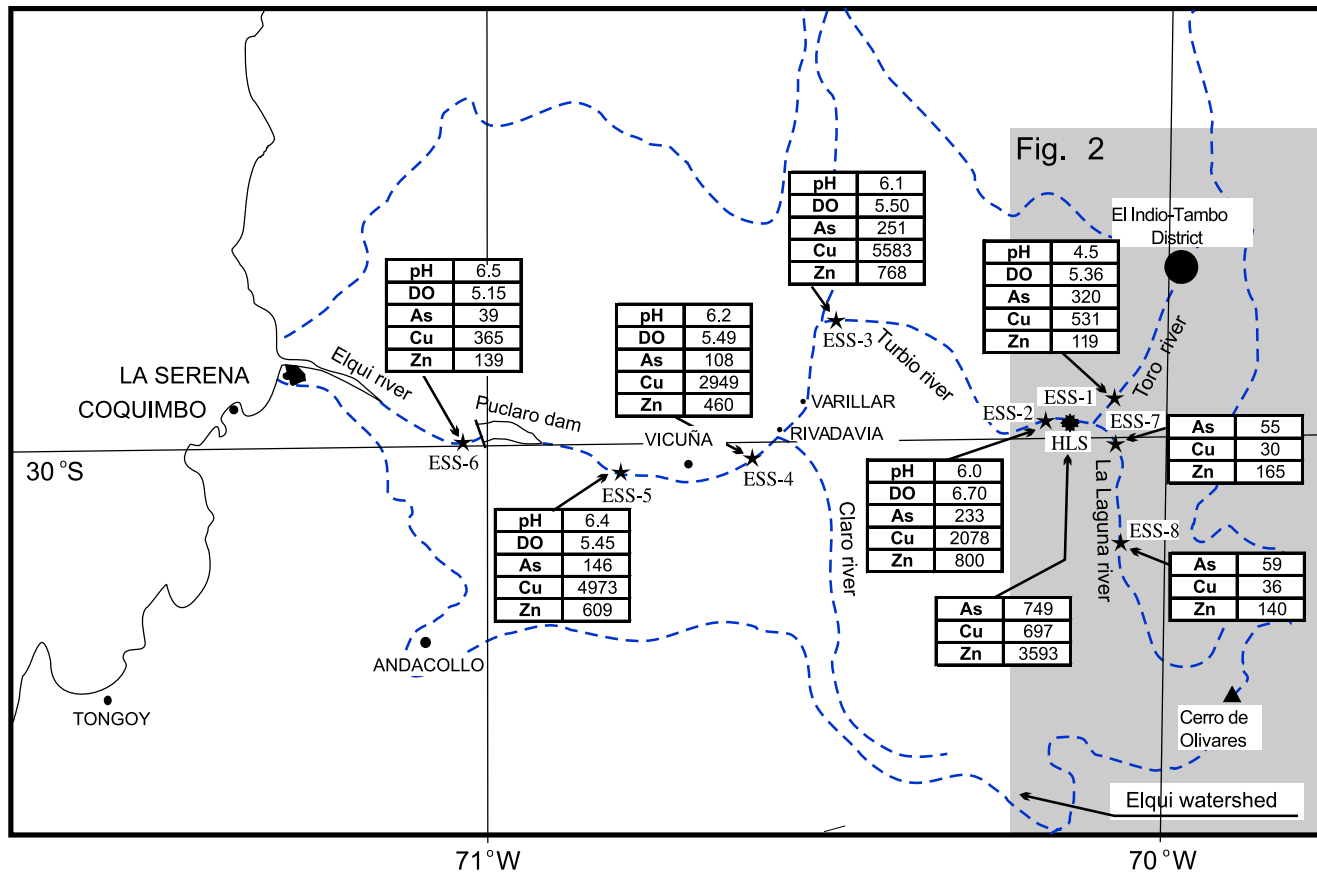 Fig. 2
El Indio-Tambo
District
pH 6.1
DO 5.50
As 251
Cu 5583
Zn 768
pH 4.5
DO 5.36
As 320
Cu 531
Zn 119
pH 6.5
DO 5.15
As 39
Cu 365
Zn 139
pH 6.2
DO 5.49
As 108
Cu 2949
Zn 460
ESS-3
Turbio river
Toro river
Elqui river
LA SERENA
COQUIMBO
Puclaro dam
VARILLAR
RIVADAVIA
VICUÑA
ESS-2
ESS-1
ESS-7
HLS
As 55
Cu 30
Zn 165
30 °S
ESS-6
ESS-5
ESS-4
pH 6.0
DO 6.70
As 233
Cu 2078
Zn 800
Claro river
La Laguna river
ESS-8
pH 6.4
DO 5.45
As 146
Cu 4973
Zn 609
As 59
Cu 36
Zn 140
As 749
Cu 697
Zn 3593
ANDACOLLO
TONGOY
Cerro de
Olivares
Elqui watershed
71°W
70°W